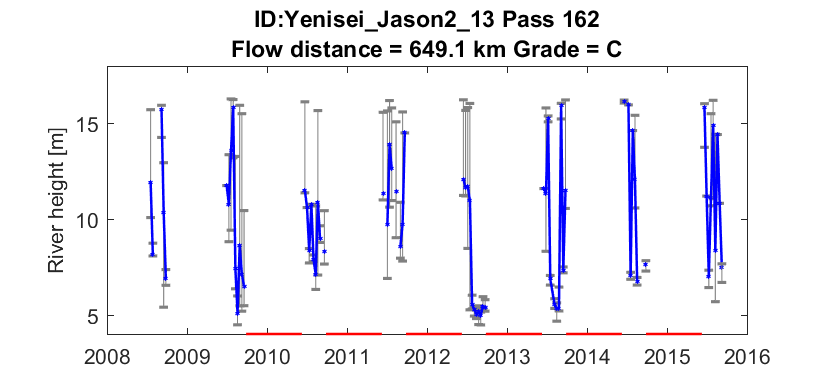 ID:Yenisei_Jason2_13 Pass 162
Flow distance = 649.1 km Grade = C
River height [m]
15
10
5
2008 2009 2010 2011 2012 2013 2014 2015 2016